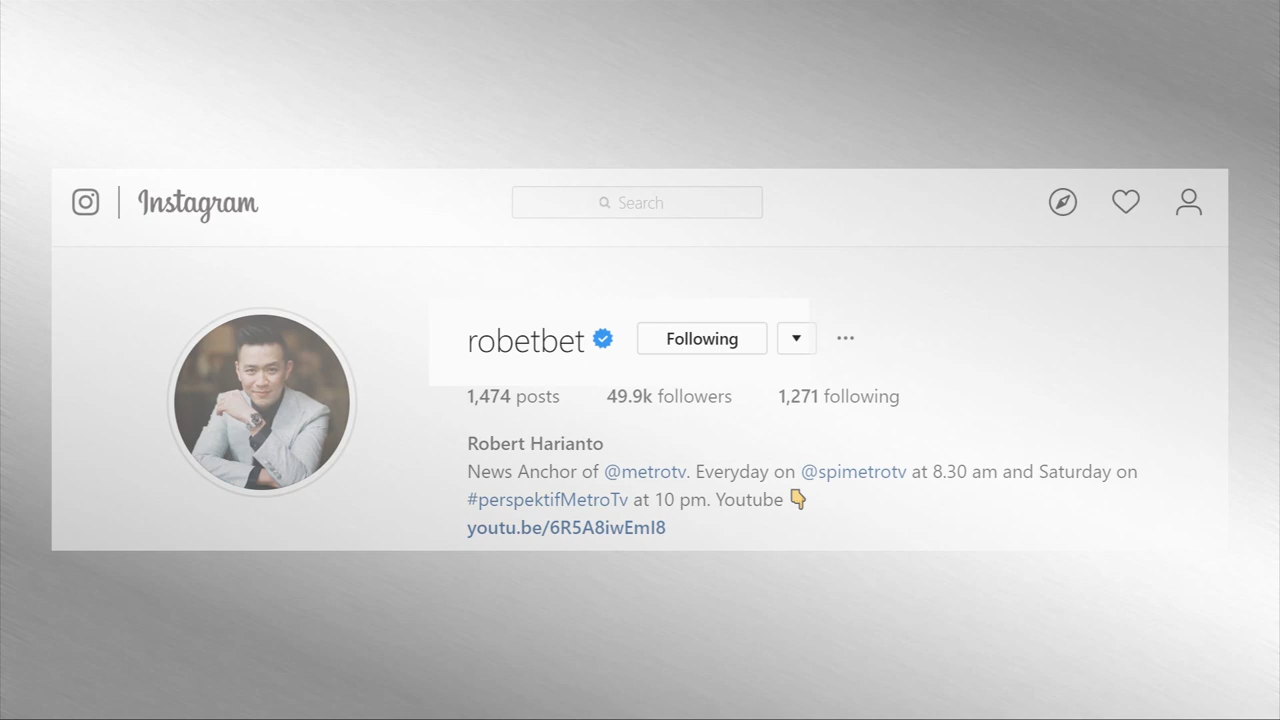 Instagram
Search
robetbet Following
1,474 posts 49.9k followers 1,271 following
Robert Harianto
News Anchor of @metrotv. Everyday on @spimetrotv at 8.30 am and Saturday on
#perspektifMetroTv at 10 pm. Youtube 👇
youtu.be/6R5A8iwEmI8